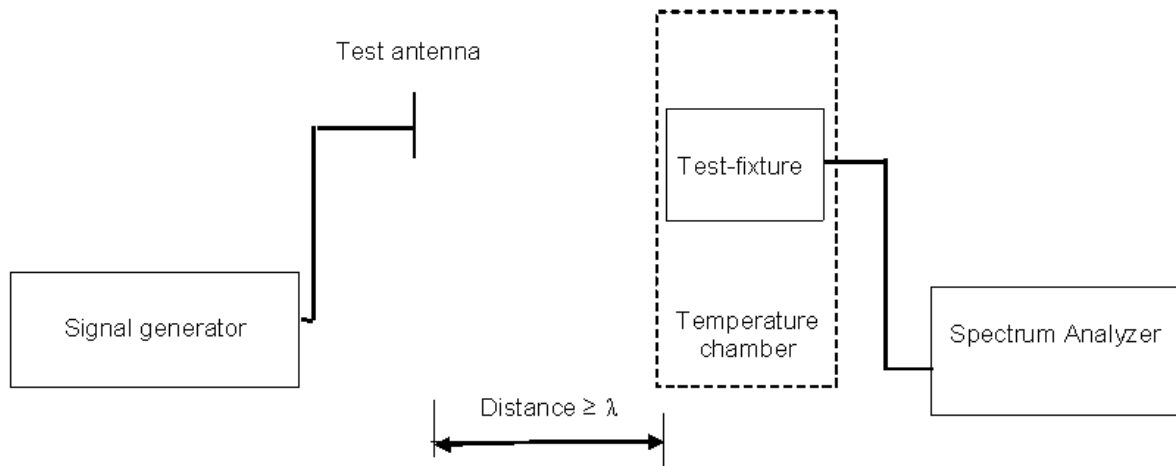 Test antenna
Test-fixture
Signal generator
Temperature
chamber
Spectrum Analyzer
Distance ≥ λ